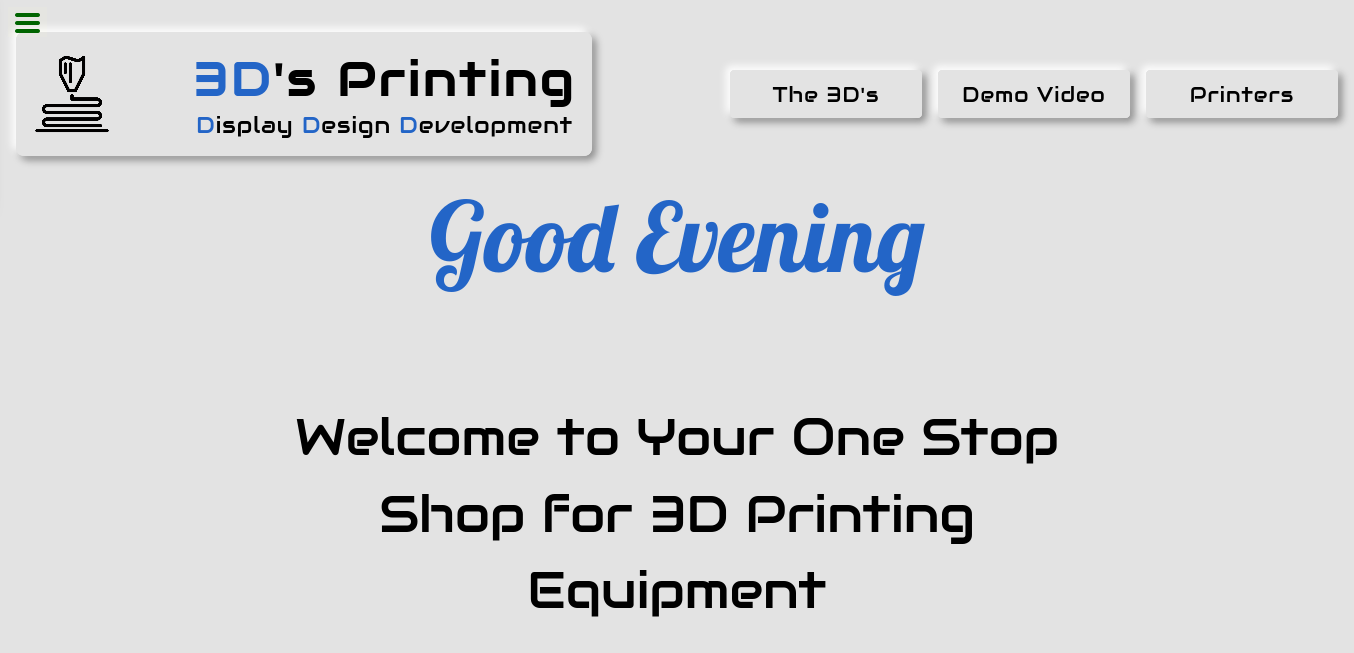 3D's Printing
Display Design Development
The 3D's
Demo Video
Printers
Good Evening
Welcome to Your One Stop
Shop for 3D Printing
Equipment